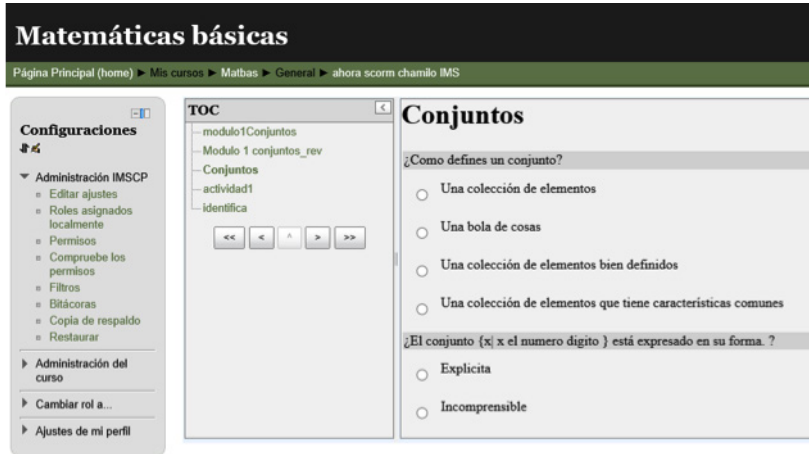 Matemáticas básicas
Página Principal (home) ► Mis cursos ► Matbas ► General ► ahora scorm chamilo IMS
Configuraciones
Administración IMSCP
Editar ajustes
Roles asignados
localmente
Permisos
Compruebe los
permisos
Filtros
Bitácoras
Copia de respaldo
Restaurar
Administración del
curso
Cambiar rol a...
Ajustes de mi perfil
TOC
modulo1Conjuntos
Modulo 1 conjuntos_rev
Conjuntos
actividad1
identifica
<< < ^ > >>
Conjuntos
¿Como defines un conjunto?
Una colección de elementos
Una bola de cosas
Una colección de elementos bien definidos
Una colección de elementos que tiene características comunes
¿El conjunto {x| x el numero digito } está expresado en su forma. ?
Explicita
Incomprensible